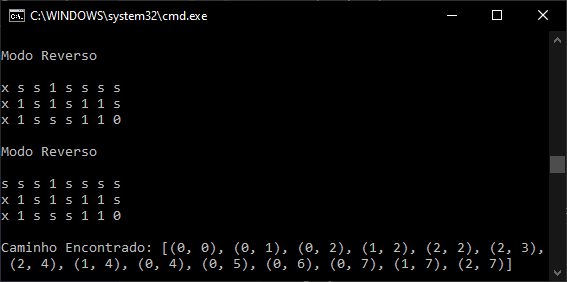 C:\WINDOWS\system32\cmd.exe
Modo Reverso
x s s 1 s s s s
x 1 s 1 s 1 1 s
x 1 s s s 1 1 0
Modo Reverso
s s s 1 s s s s
x 1 s 1 s 1 1 s
x 1 s s s 1 1 0
Caminho Encontrado: [(0, 0), (0, 1), (0, 2), (1, 2), (2, 2), (2, 3),
(2, 4), (1, 4), (0, 4), (0, 5), (0, 6), (0, 7), (1, 7), (2, 7)]